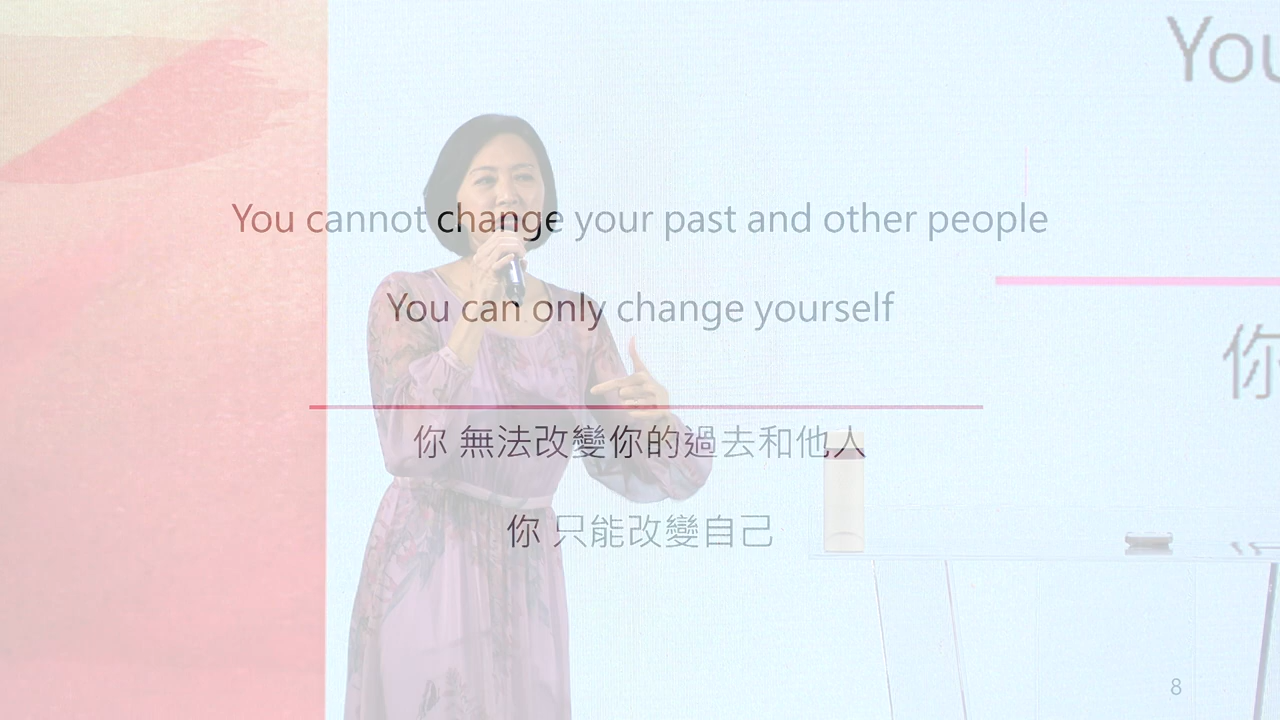 You
You cannot change your past and other people
You can only change yourself
你
你 無法改變你的過去和他人
你 只能改變自己
8